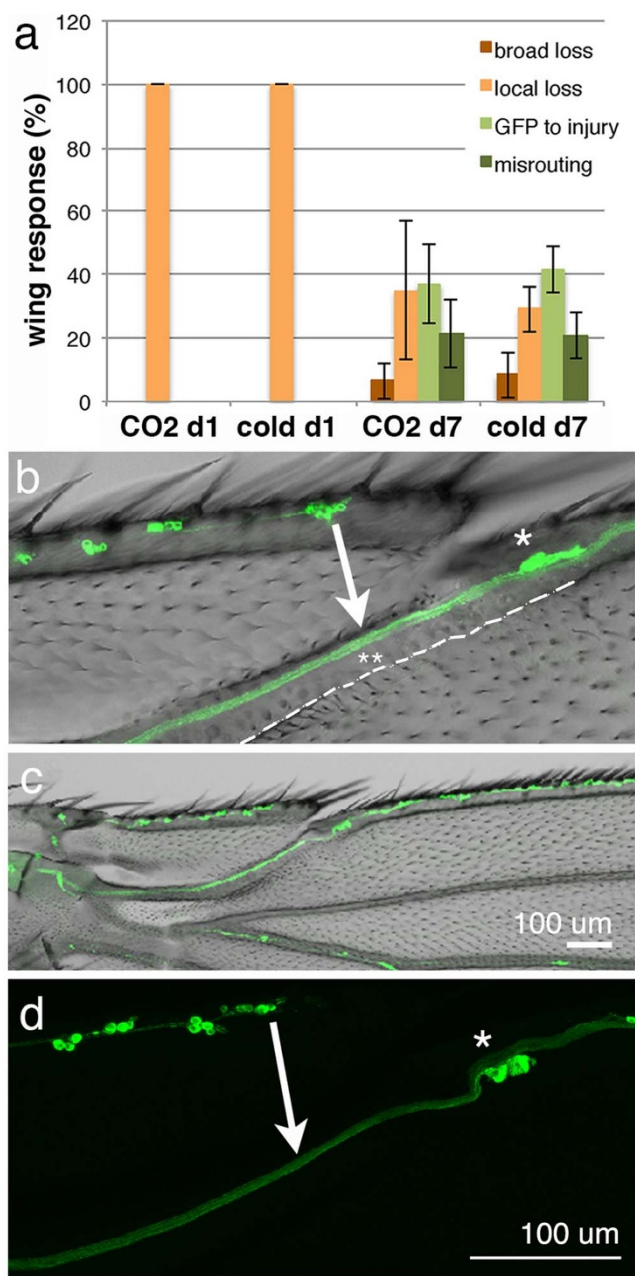 a
wing response (%)
120
100
80
60
40
20
0
broad loss
local loss
GFP to injury
misrouting
CO2 d1 cold d1 CO2 d7 cold d7
b
*
**
c
100 um
d
*
100 um